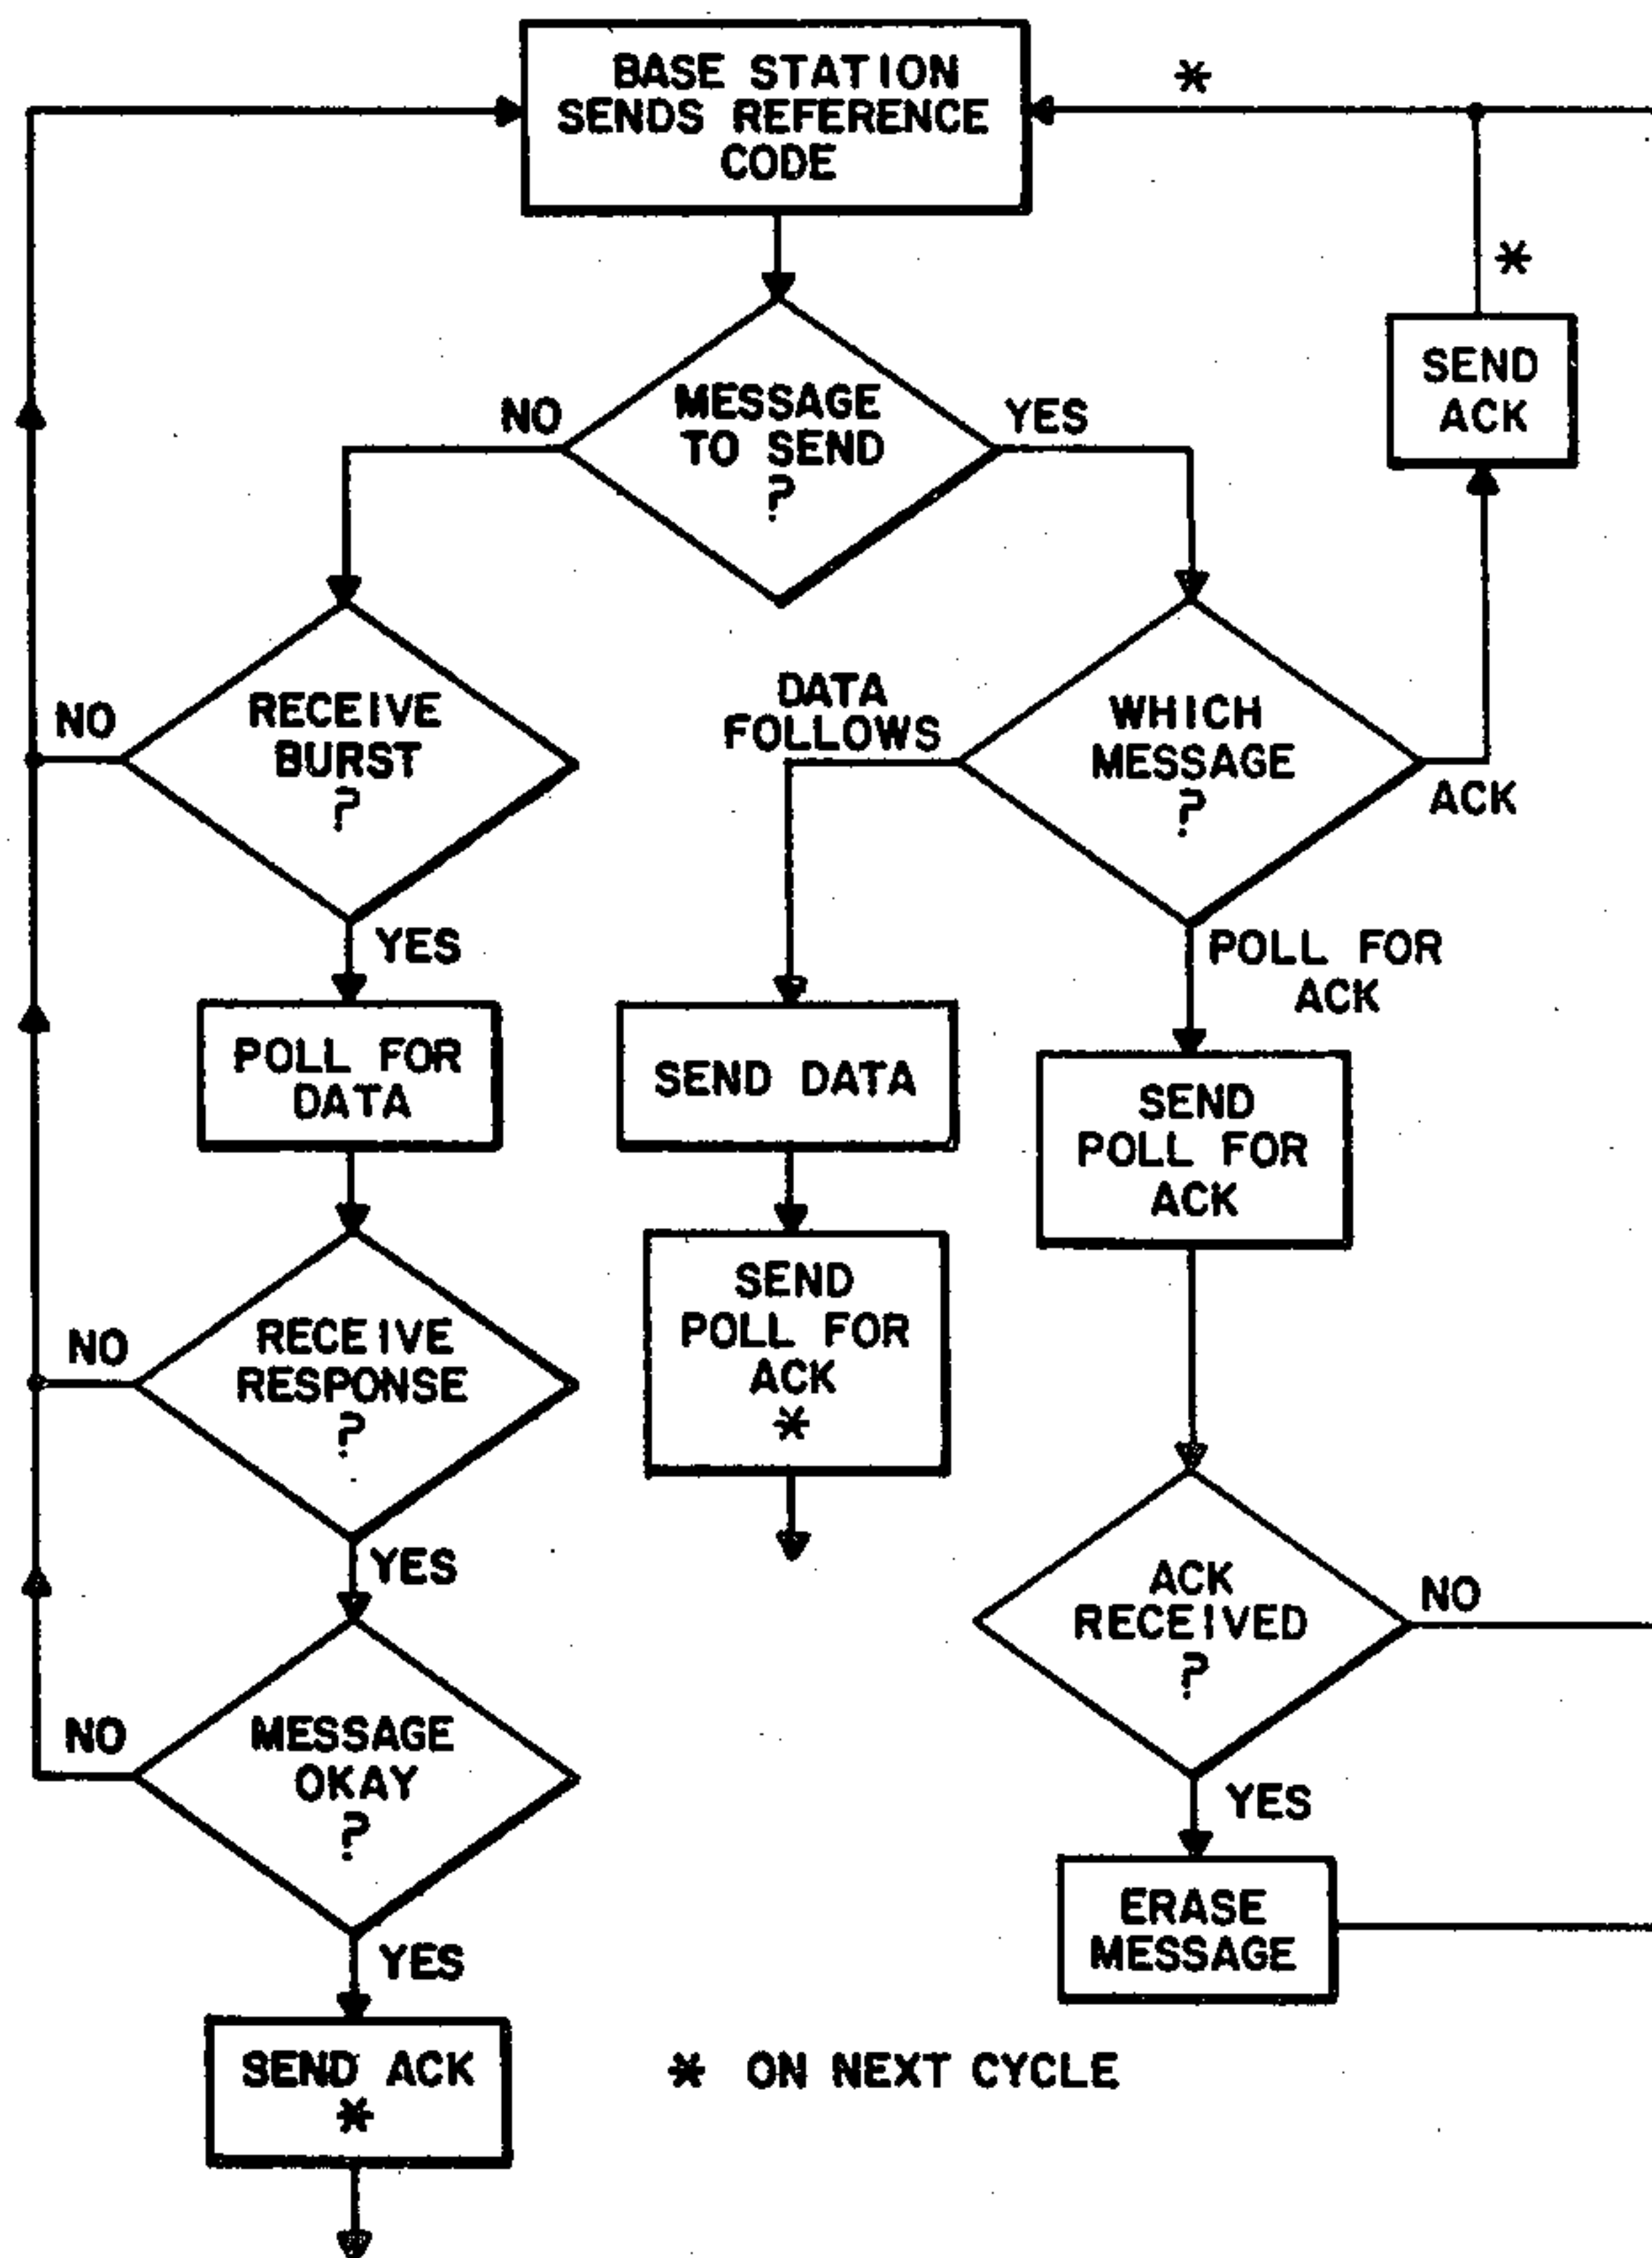 BASE STATION
SENDS REFERENCE
CODE
*
*
SEND
ACK
NO
MESSAGE
TO SEND
?
YES
NO
RECEIVE
BURST
?
DATA
FOLLOWS
WHICH
MESSAGE
?
ACK
YES
POLL FOR
ACK
POLL FOR
DATA
SEND DATA
SEND
POLL FOR
ACK
SEND
POLL FOR
ACK
*
NO
RECEIVE
RESPONSE
?
YES
ACK
RECEIVED
?
NO
NO
MESSAGE
OKAY
?
YES
ERASE
MESSAGE
YES
SEND ACK
*
* ON NEXT CYCLE